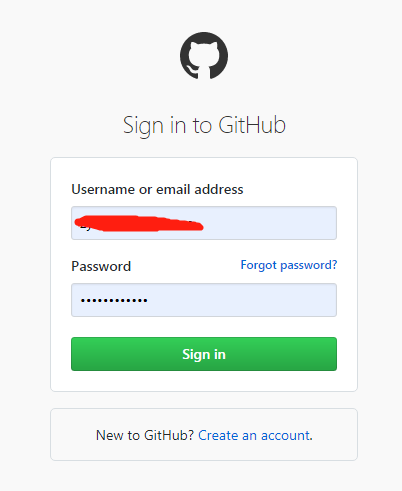 Sign in to GitHub
Username or email address
Password Forgot password?
••••••••••••
Sign in
New to GitHub? Create an account.